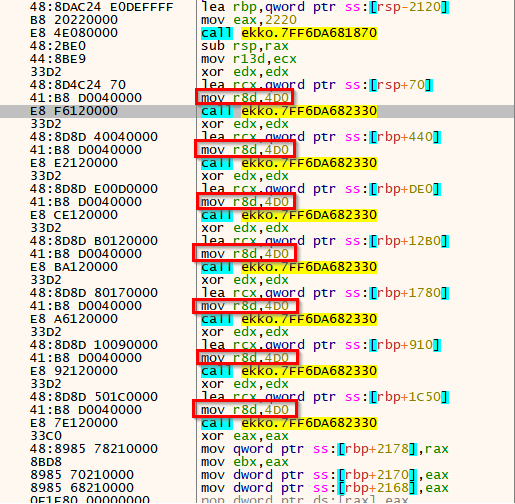 48:8DAC24 E0DEFFFF lea rbp,qword ptr ss:[rsp-2120]
B8 20220000 mov eax,2220
E8 4E080000 call ekko.7FF6DA681870
48:2BE0 sub rsp,rax
44:8BE9 mov r13d,ecx
33D2 xor edx,edx
48:8D4C24 70 lea rcx,qword ptr ss:[rsp+70]
41:B8 D0040000 mov r8d,4D0
E8 F6120000 call ekko.7FF6DA682330
33D2 xor edx,edx
48:8D8D 40040000 lea rcx,qword ptr ss:[rbp+440]
41:B8 D0040000 mov r8d,4D0
E8 E2120000 call ekko.7FF6DA682330
33D2 xor edx,edx
48:8D8D E00D0000 lea rcx,qword ptr ss:[rbp+DE0]
41:B8 D0040000 mov r8d,4D0
E8 CE120000 call ekko.7FF6DA682330
33D2 xor edx,edx
48:8D8D B0120000 lea rcx,qword ptr ss:[rbp+12B0]
41:B8 D0040000 mov r8d,4D0
E8 BA120000 call ekko.7FF6DA682330
33D2 xor edx,edx
48:8D8D 80170000 lea rcx,qword ptr ss:[rbp+1780]
41:B8 D0040000 mov r8d,4D0
E8 A6120000 call ekko.7FF6DA682330
33D2 xor edx,edx
48:8D8D 10090000 lea rcx,qword ptr ss:[rbp+910]
41:B8 D0040000 mov r8d,4D0
E8 92120000 call ekko.7FF6DA682330
33D2 xor edx,edx
48:8D8D 501C0000 lea rcx,qword ptr ss:[rbp+1C50]
41:B8 D0040000 mov r8d,4D0
E8 7E120000 call ekko.7FF6DA682330
33C0 xor eax,eax
48:8985 78210000 mov qword ptr ss:[rbp+2178],rax
8BD8 mov ebx,eax
8985 70210000 mov dword ptr ss:[rbp+2170],eax
8985 68210000 mov dword ptr ss:[rbp+2168],eax
0F1F80 00000000 nop dword ptr ds:[rax],eax